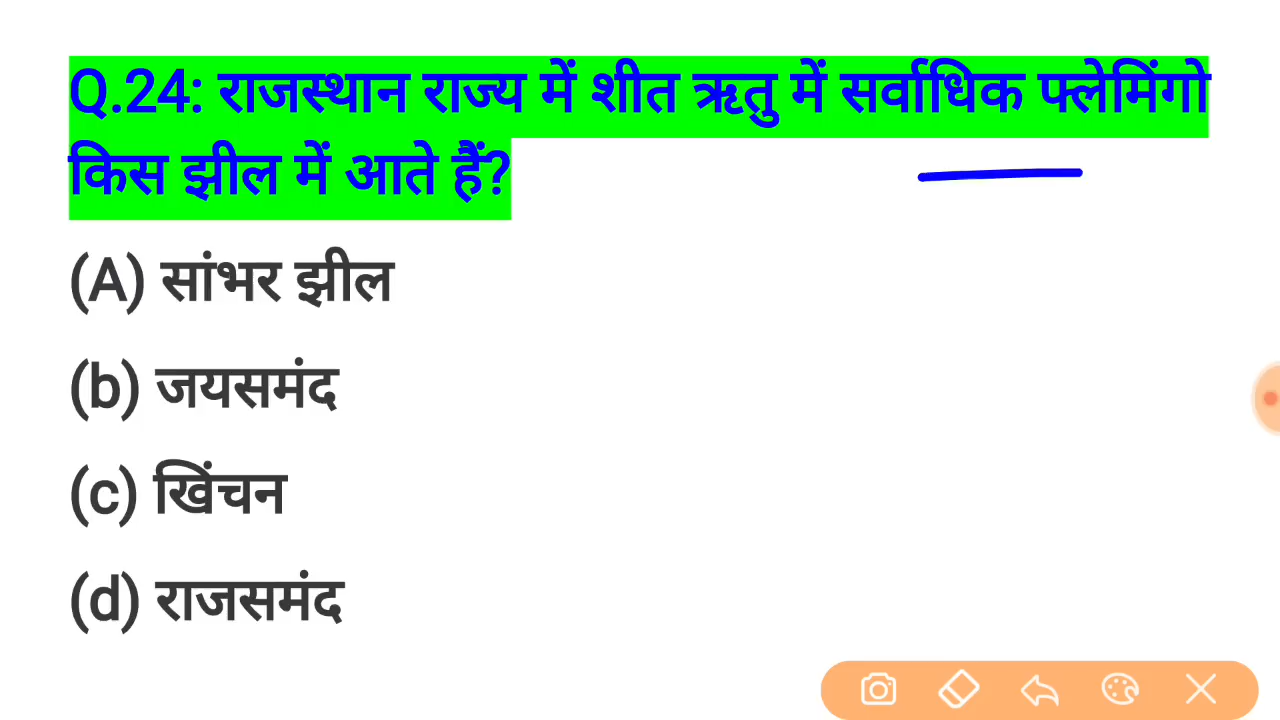 Q.24: राजस्थान राज्य में शीत ऋतु में सर्वाधिक फ्लेमिंगो
किस झील में आते हैं?
(A) सांभर झील
(b) जयसमंद
(c) खिंचन
(d) राजसमंद